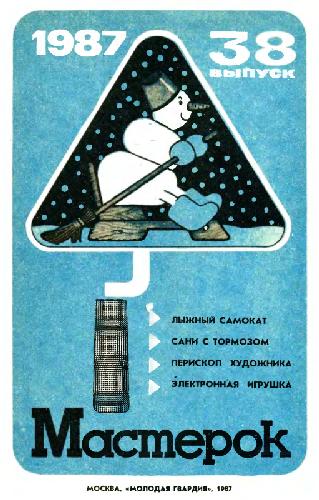 1987
38
ВЫПУСК
ЛЫЖНЫЙ САМОКАТ
САНИ С ТОРМОЗОМ
ПЕРИСКОП ХУДОЖНИКА
ЭЛЕКТРОННАЯ ИГРУШКА
Мастерок
МОСКВА, «МОЛОДАЯ ГВАРДИЯ», 1987